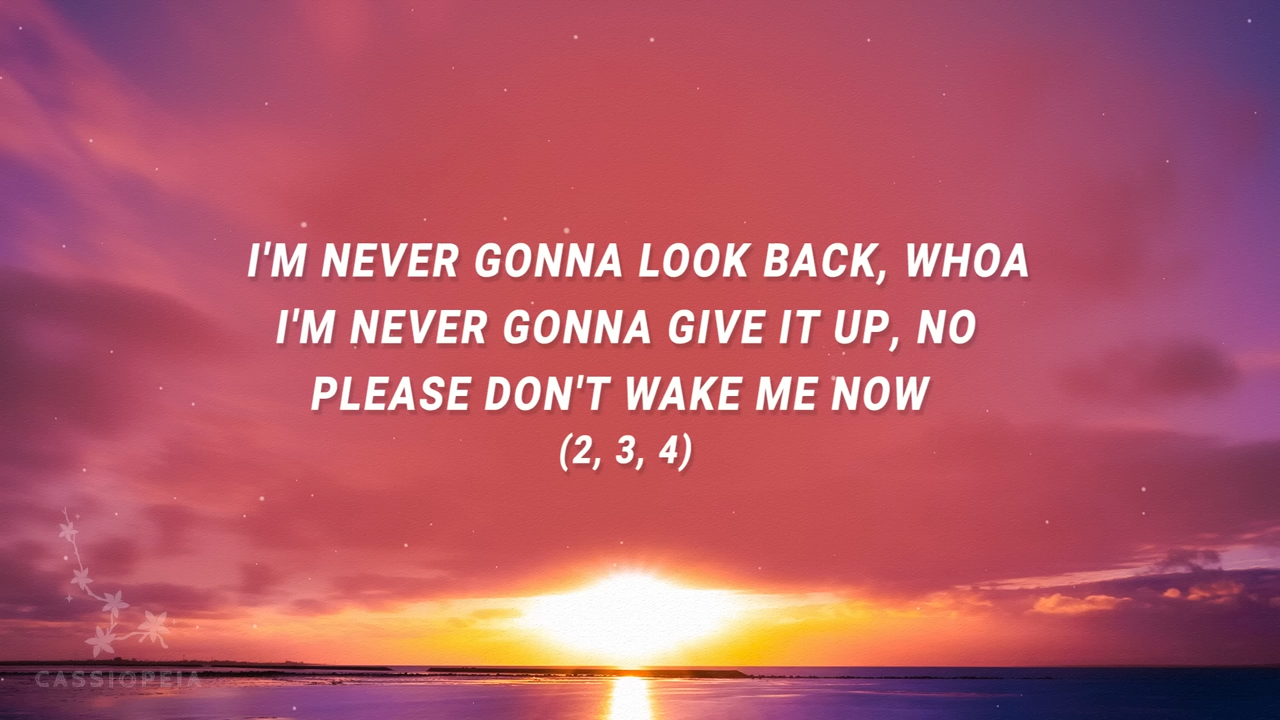 I'M NEVER GONNA LOOK BACK, WHOA
I'M NEVER GONNA GIVE IT UP, NO
PLEASE DON'T WAKE ME NOW
(2, 3, 4)
CASSIOPEIA